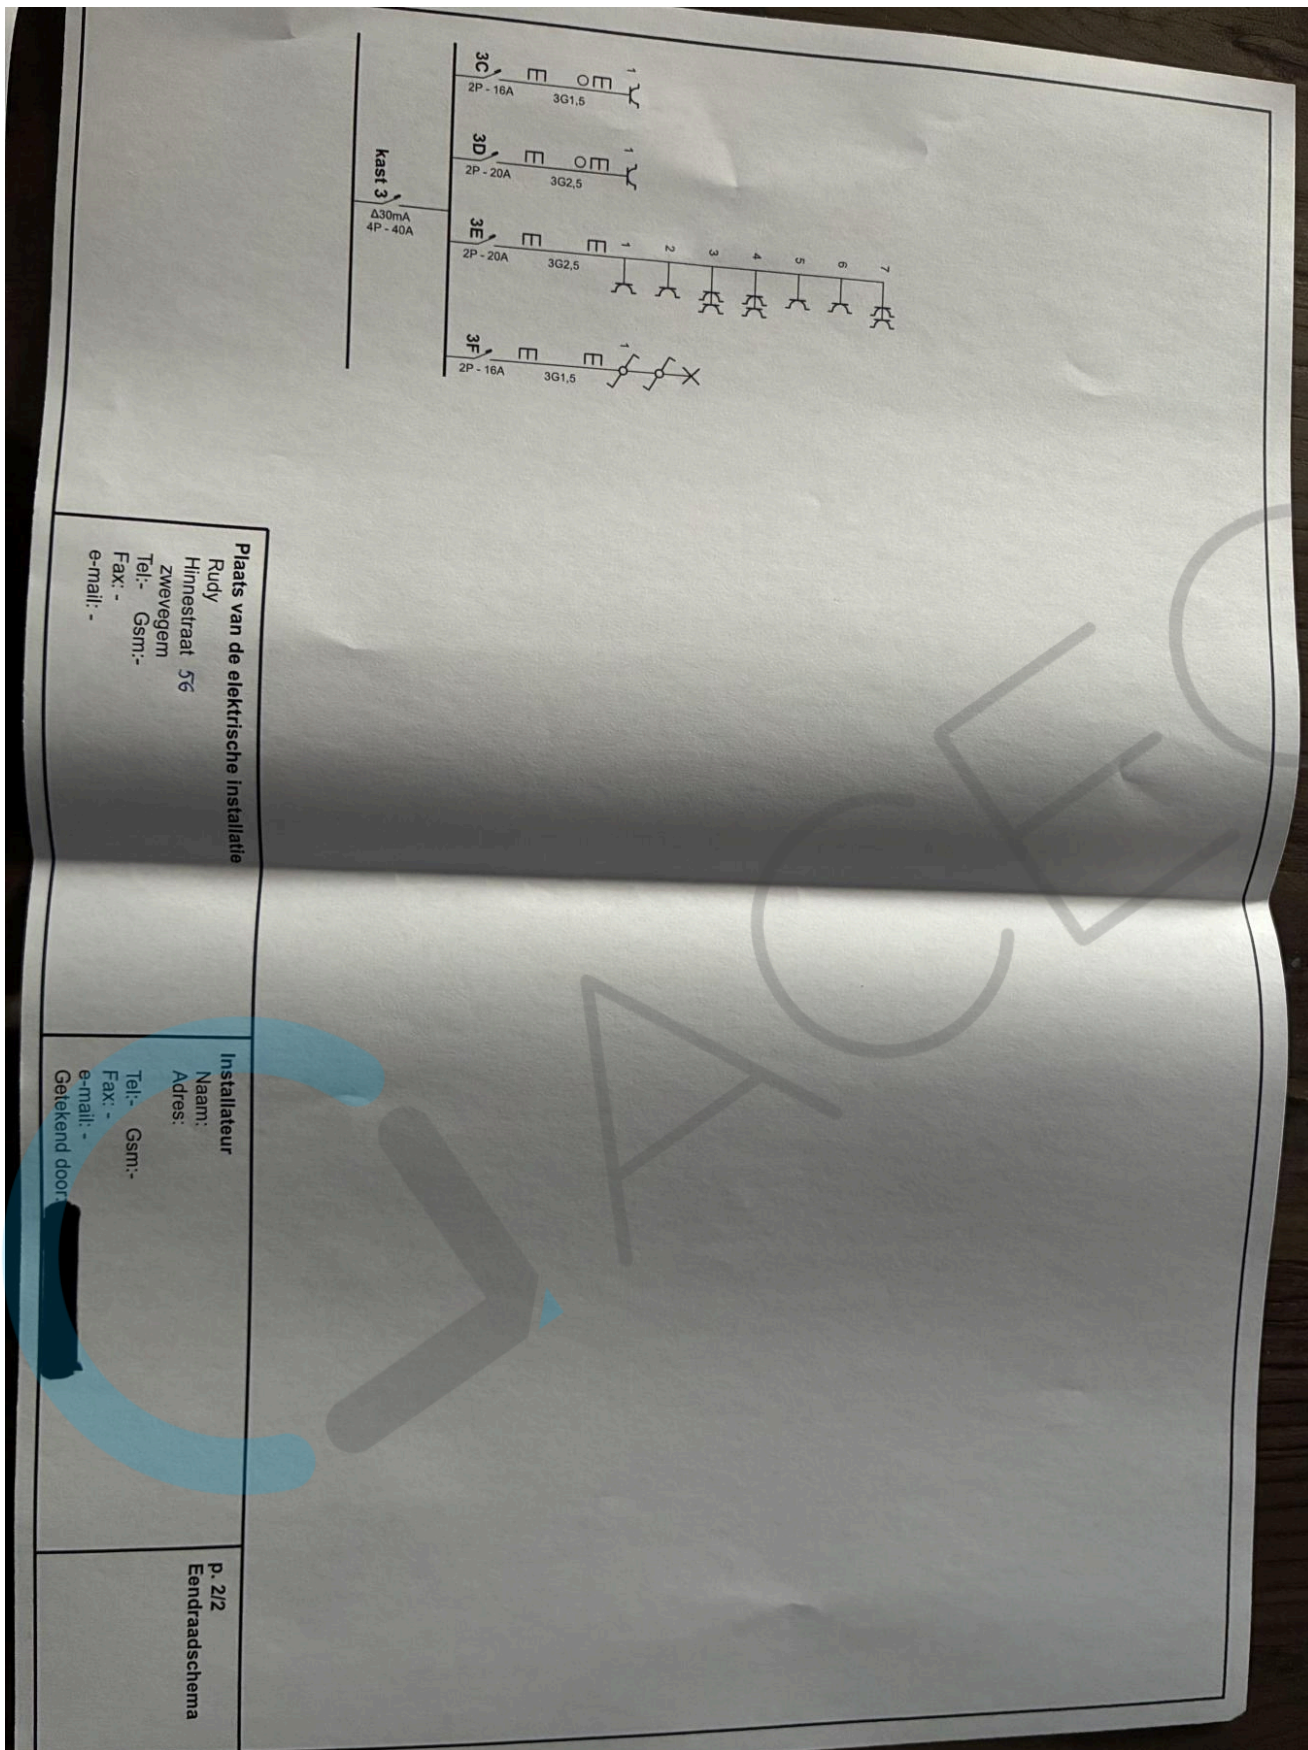 3C
2P - 16A
3G1,5
1
3D
2P - 20A
3G2,5
1
3E
2P - 20A
3G2,5
1
2
3
4
5
6
7
3F
2P - 16A
3G1,5
1
kast 3
Δ30mA
4P - 40A
Plaats van de elektrische installatie
Rudy
Hinnestraat 56
zwevegem
Tel:- Gsm:-
Fax: -
e-mail: -
Installateur
Naam:
Adres:
Tel:- Gsm:-
Fax: -
e-mail: -
Getekend door:
p. 2/2
Eendraadschema
ACEG